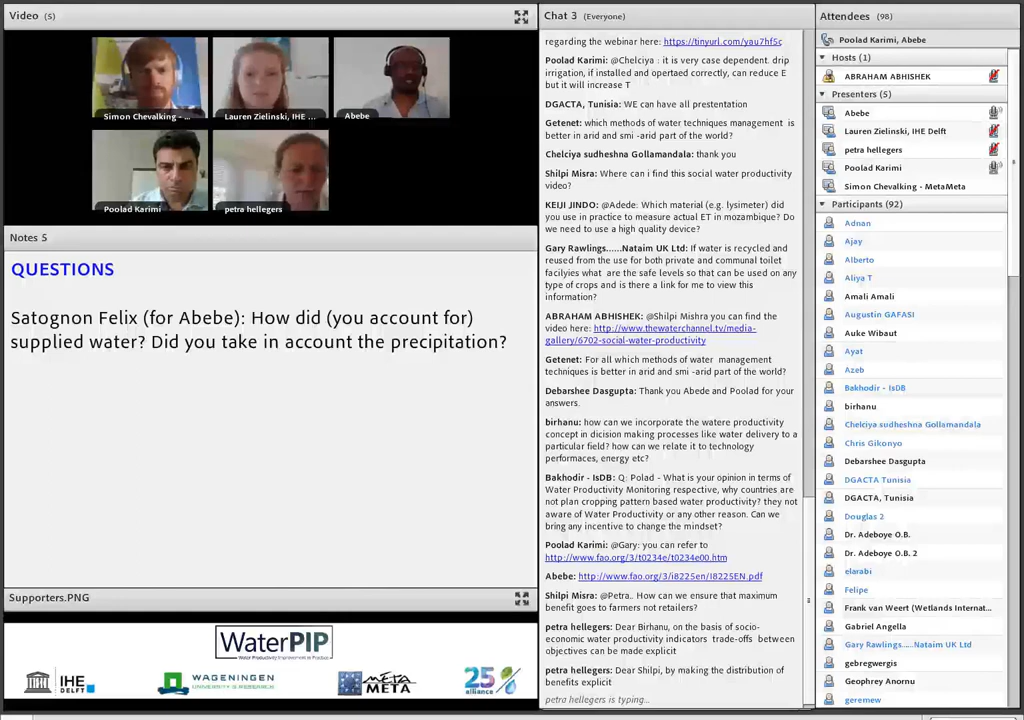 Video (5)
Simon Chevalking - ...
Lauren Zielinski, IHE ...
Abebe
Poolad Karimi
petra hellegers
Notes 5
QUESTIONS
Satognon Felix (for Abebe): How did (you account for)
supplied water? Did you take in account the precipitation?
Supporters.PNG
WaterPIP
Water Productivity Improvement in Practice
IHE
DELFT
WAGENINGEN
UNIVERSITY & RESEARCH
META
META
25
alliance
Chat 3 (Everyone)
regarding the webinar here: https://tinyurl.com/yau7hf5c
Poolad Karimi: @Chelciya : it is very case dependent. drip
irrigation, if installed and opertaed correctly, can reduce E
but it will increase T
DGACTA, Tunisia: WE can have all prestentation
Getenet: which methods of water techniques management is
better in arid and smi -arid part of the world?
Chelciya sudheshna Gollamandala: thank you
Shilpi Misra: Where can i find this social water productivity
video?
KEIJI JINDO: @Adede: Which material (e.g. lysimeter) did
you use in practice to measure actual ET in mozambique? Do
we need to use a high quality device?
Gary Rawlings......Nataim UK Ltd: If water is recycled and
reused from the use for both private and communal toilet
facilyies what are the safe levels so that can be used on any
type of crops and is there a link for me to view this
information?
ABRAHAM ABHISHEK: @Shilpi Mishra you can find the
video here: http://www.thewaterchannel.tv/media-
gallery/6702-social-water-productivity
Getenet: For all which methods of water management
techniques is better in arid and smi -arid part of the world?
Debarshee Dasgupta: Thank you Abede and Poolad for your
answers.
birhanu: how can we incorporate the watere productivity
concept in dicision making processes like water delivery to a
particular field? how can we relate it to technology
performaces, energy etc?
Bakhodir - IsDB: Q: Polad - What is your opinion in terms of
Water Productivity Monitoring respective, why countries are
not plan cropping pattern based water productivity? they not
aware of Water Productivity or any other reason. Can we
bring any incentive to change the mindset?
Poolad Karimi: @Gary: you can refer to
http://www.fao.org/3/t0234e/t0234e00.htm
Abebe: http://www.fao.org/3/i8225en/I8225EN.pdf
Shilpi Misra: @Petra.. How can we ensure that maximum
benefit goes to farmers not retailers?
petra hellegers: Dear Birhanu, on the basis of socio-
economic water productivity indicators trade-offs between
objectives can be made explicit
petra hellegers: Dear Shilpi, by making the distribution of
benefits explicit
petra hellegers is typing...
Attendees (98)
Poolad Karimi, Abebe
Hosts (1)
ABRAHAM ABHISHEK
Presenters (5)
Abebe
Lauren Zielinski, IHE Delft
petra hellegers
Poolad Karimi
Simon Chevalking - MetaMeta
Participants (92)
Adnan
Ajay
Alberto
Aliya T
Amali Amali
Augustin GAFASI
Auke Wibaut
Ayat
Azeb
Bakhodir - IsDB
birhanu
Chelciya sudheshna Gollamandala
Chris Gikonyo
Debarshee Dasgupta
DGACTA Tunisia
DGACTA, Tunisia
Douglas 2
Dr. Adeboye O.B.
Dr. Adeboye O.B. 2
elarabi
Felipe
Frank van Weert (Wetlands Internat...
Gabriel Angella
Gary Rawlings......Nataim UK Ltd
gebregwergis
Geophrey Anornu
geremew